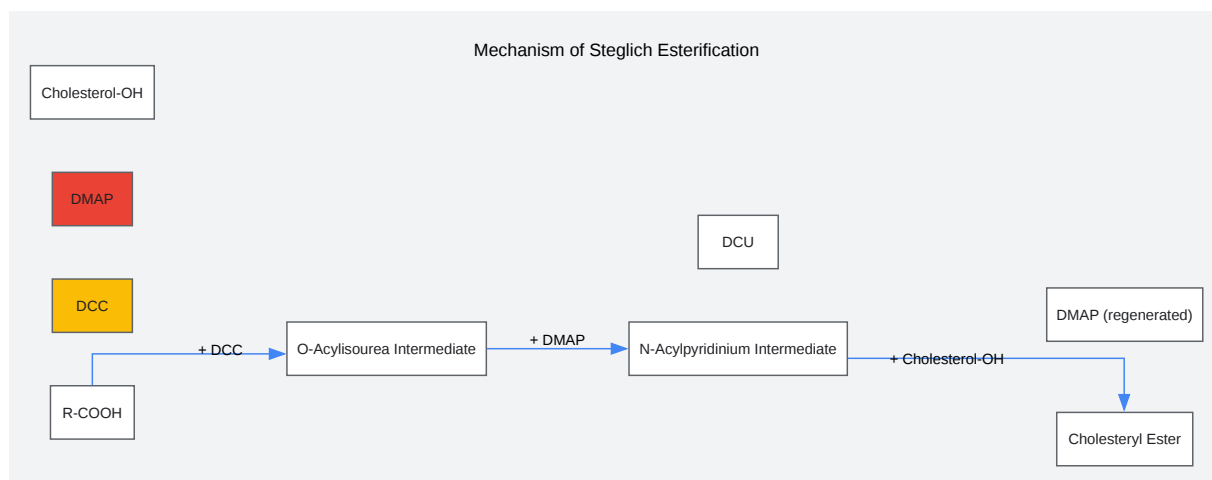 Mechanism of Steglich Esterification
Cholesterol-OH
DMAP
DCU
DCC
DMAP (regenerated)
+ DCC
O-Acylisourea Intermediate
+ DMAP
N-Acylpyridinium Intermediate
+ Cholesterol-OH
R-COOH
Cholesteryl Ester